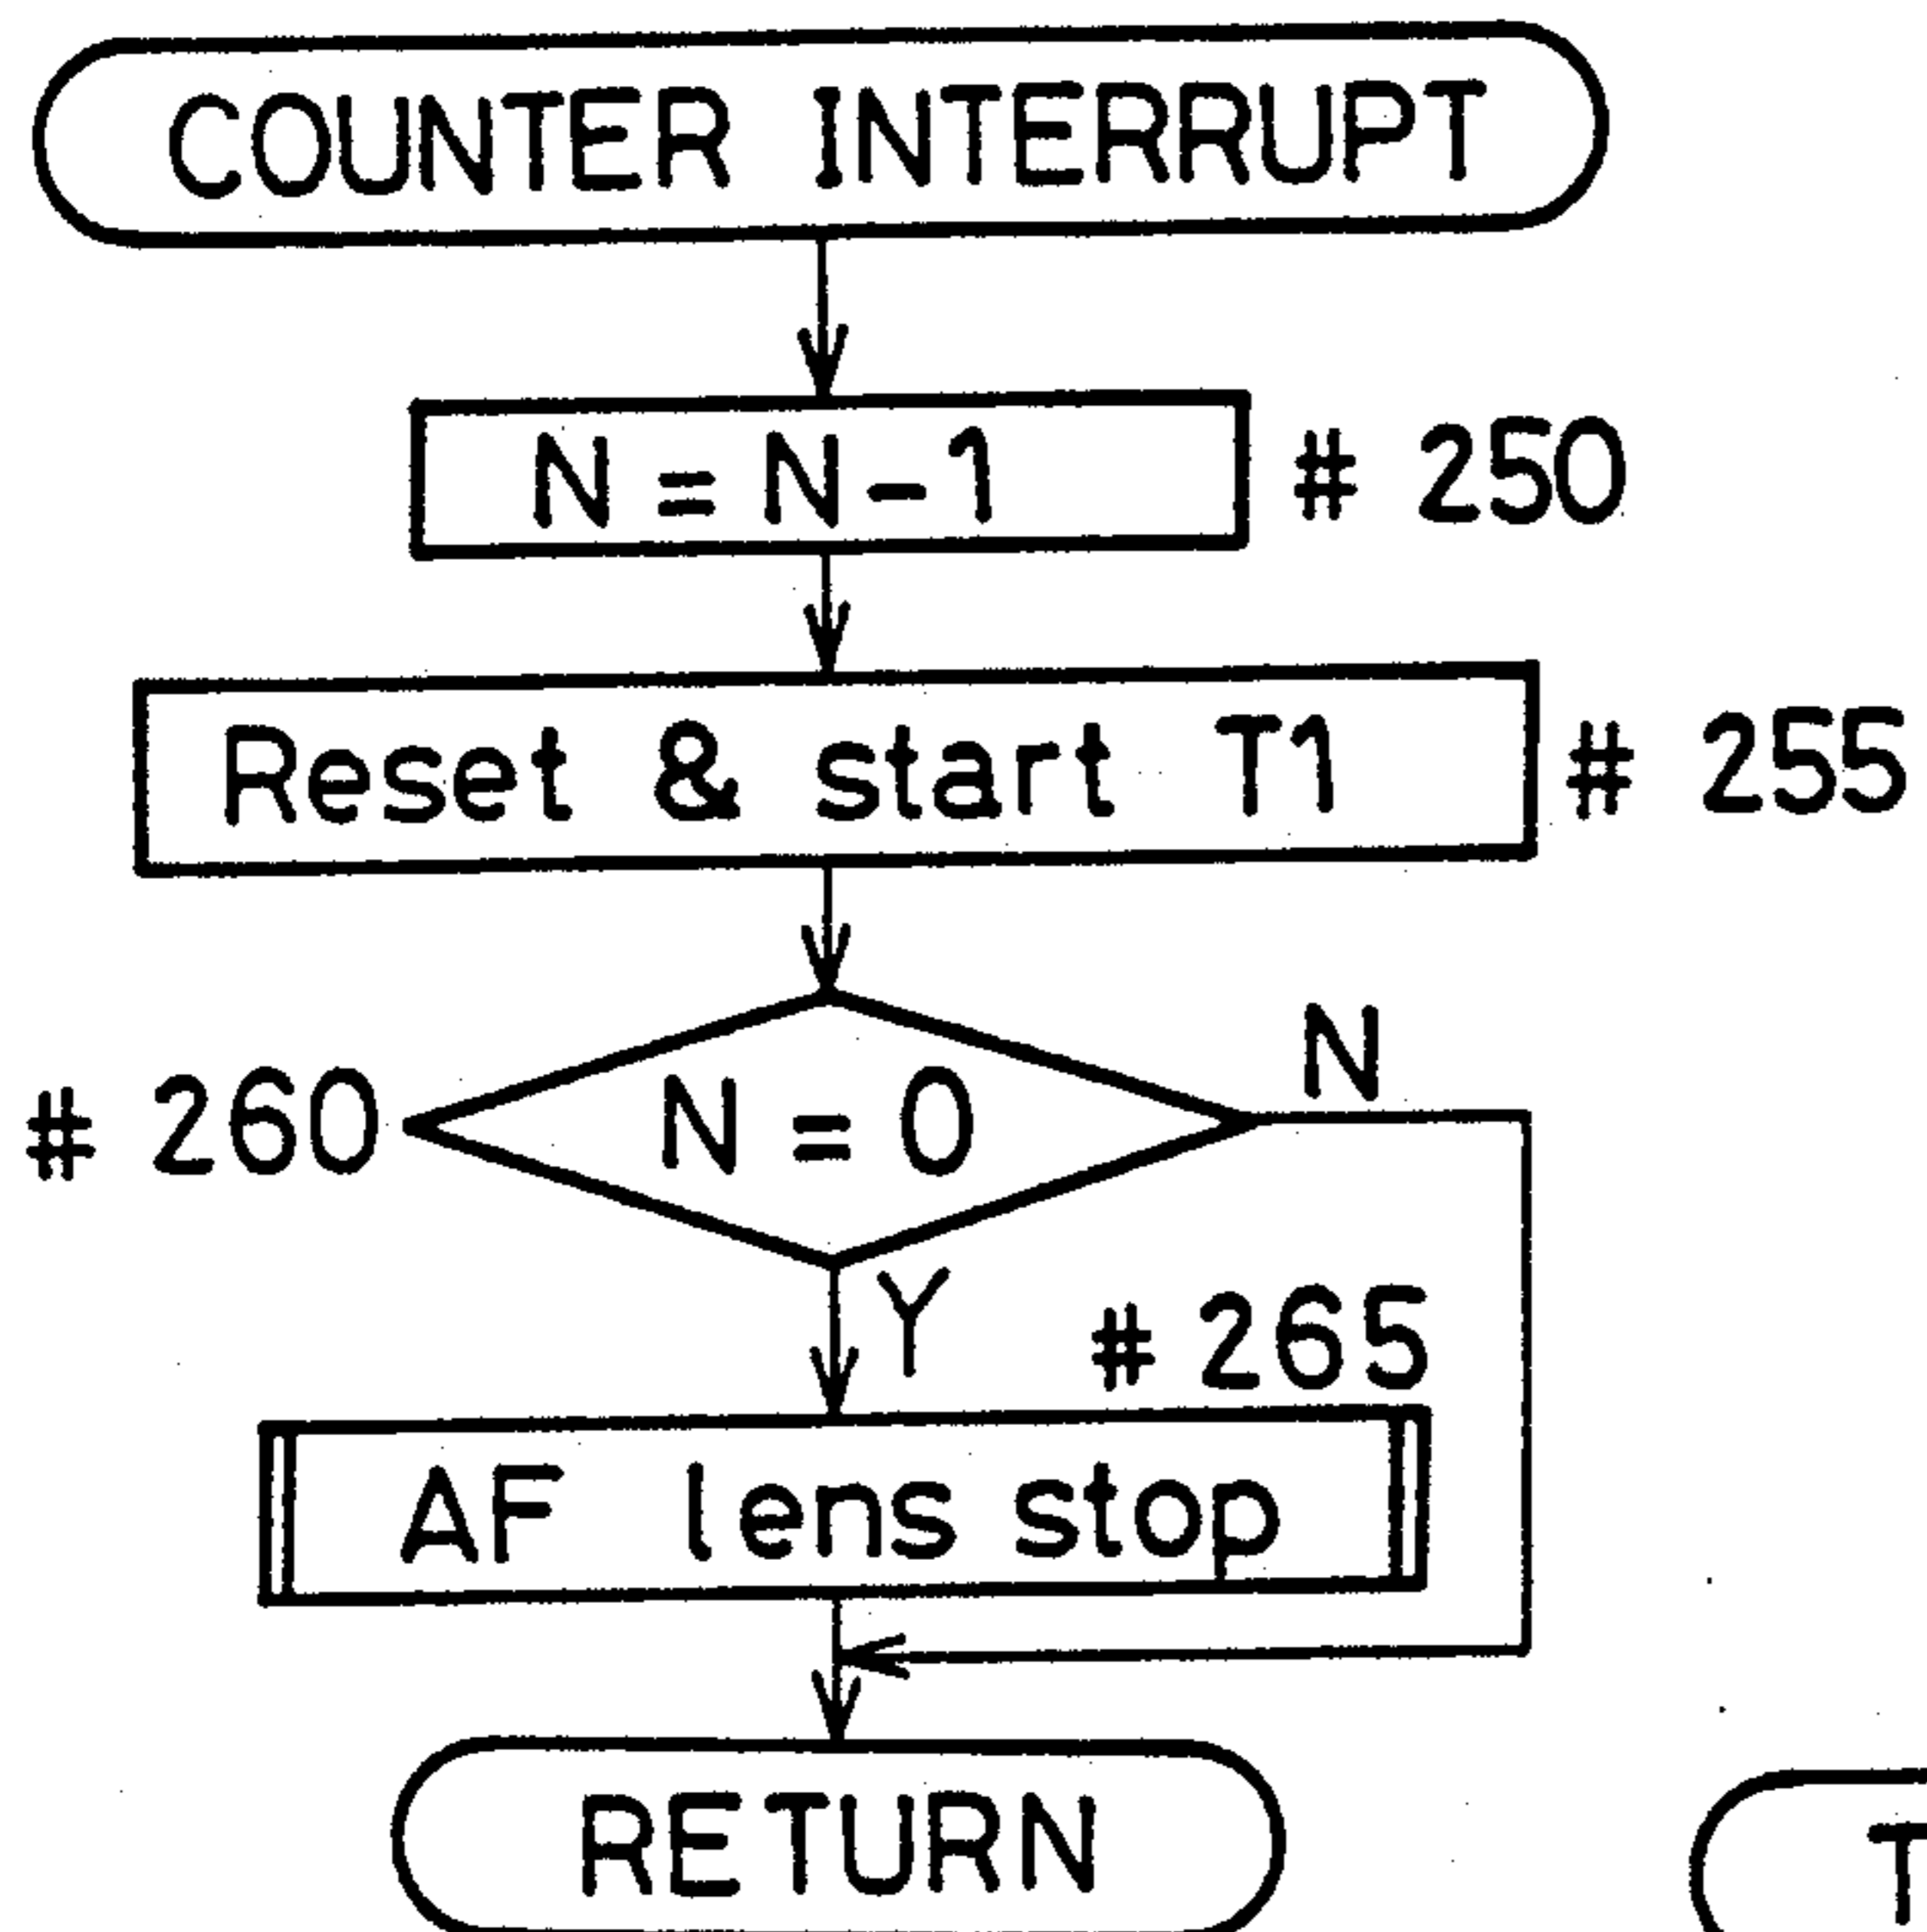 COUNTER INTERRUPT
N = N - 1 # 250
Reset & start T1 # 255
N
# 260 N = 0
Y # 265
AF lens stop
RETURN
T